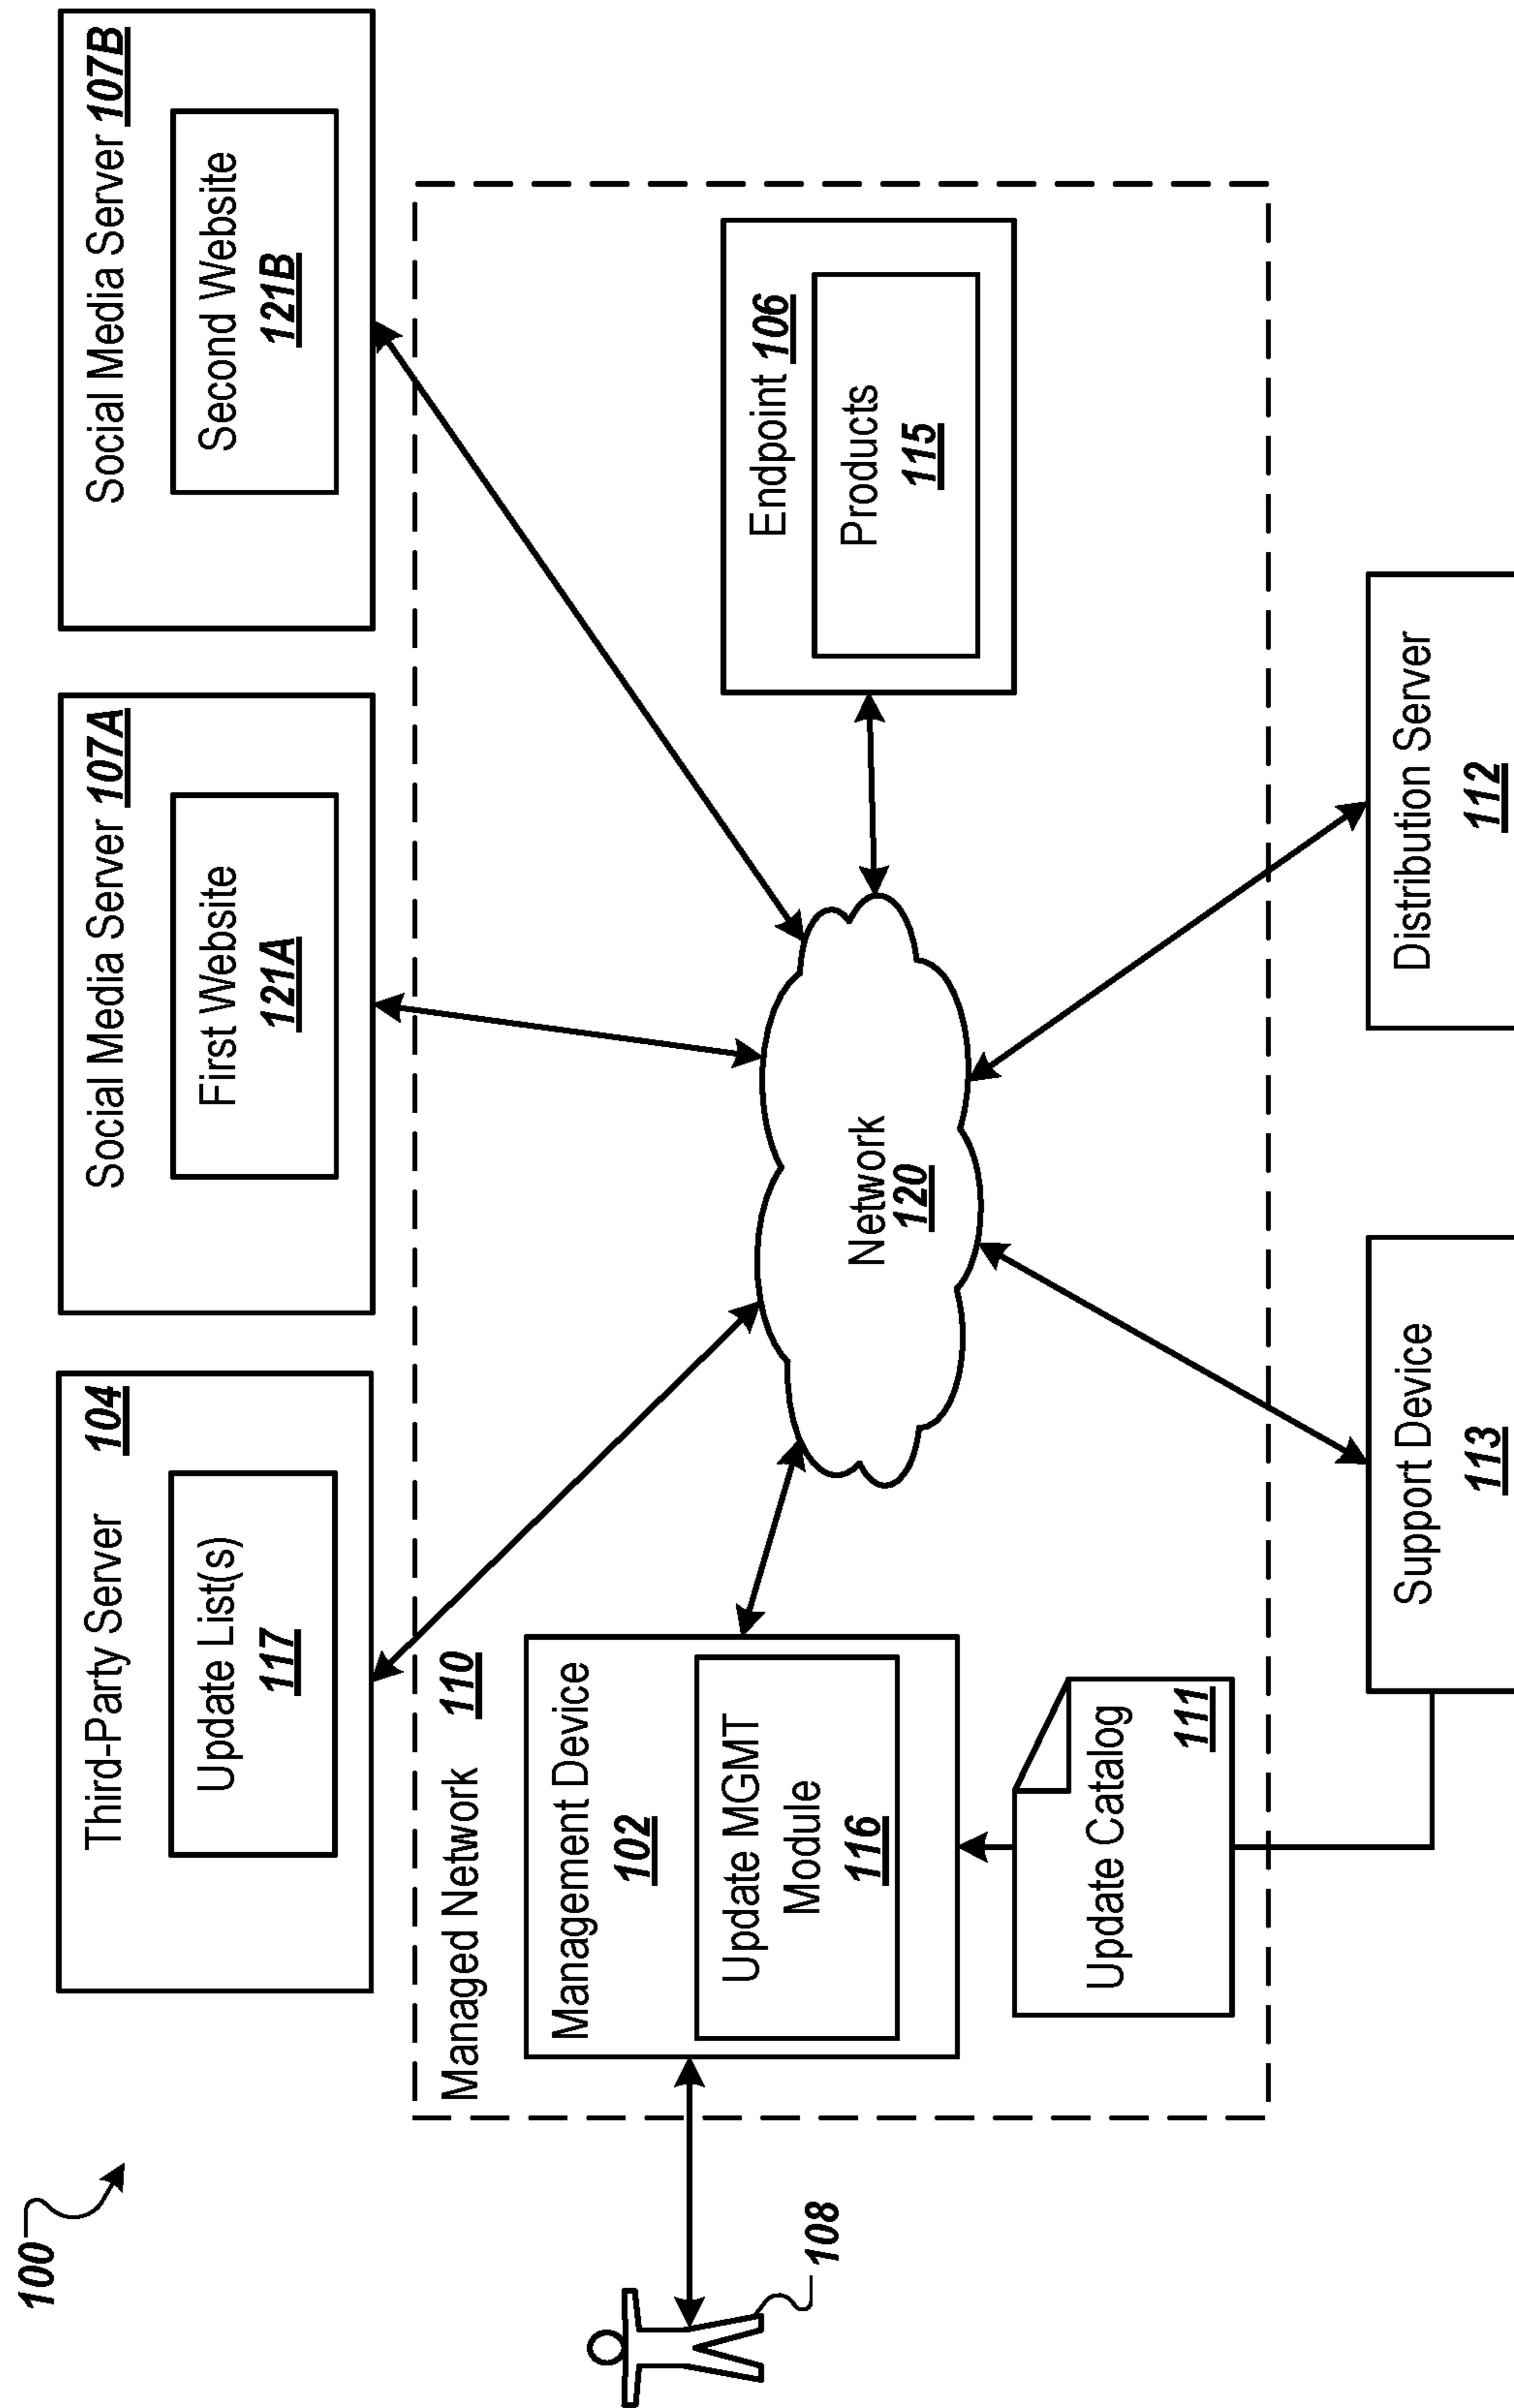 100
Third-Party Server 104
Update List(s)
117
Social Media Server 107A
First Website
121A
Social Media Server 107B
Second Website
121B
Managed Network 110
Management Device
102
Update MGMT
Module
116
108
Network
120
Endpoint 106
Products
115
Update Catalog
111
Support Device
113
Distribution Server
112